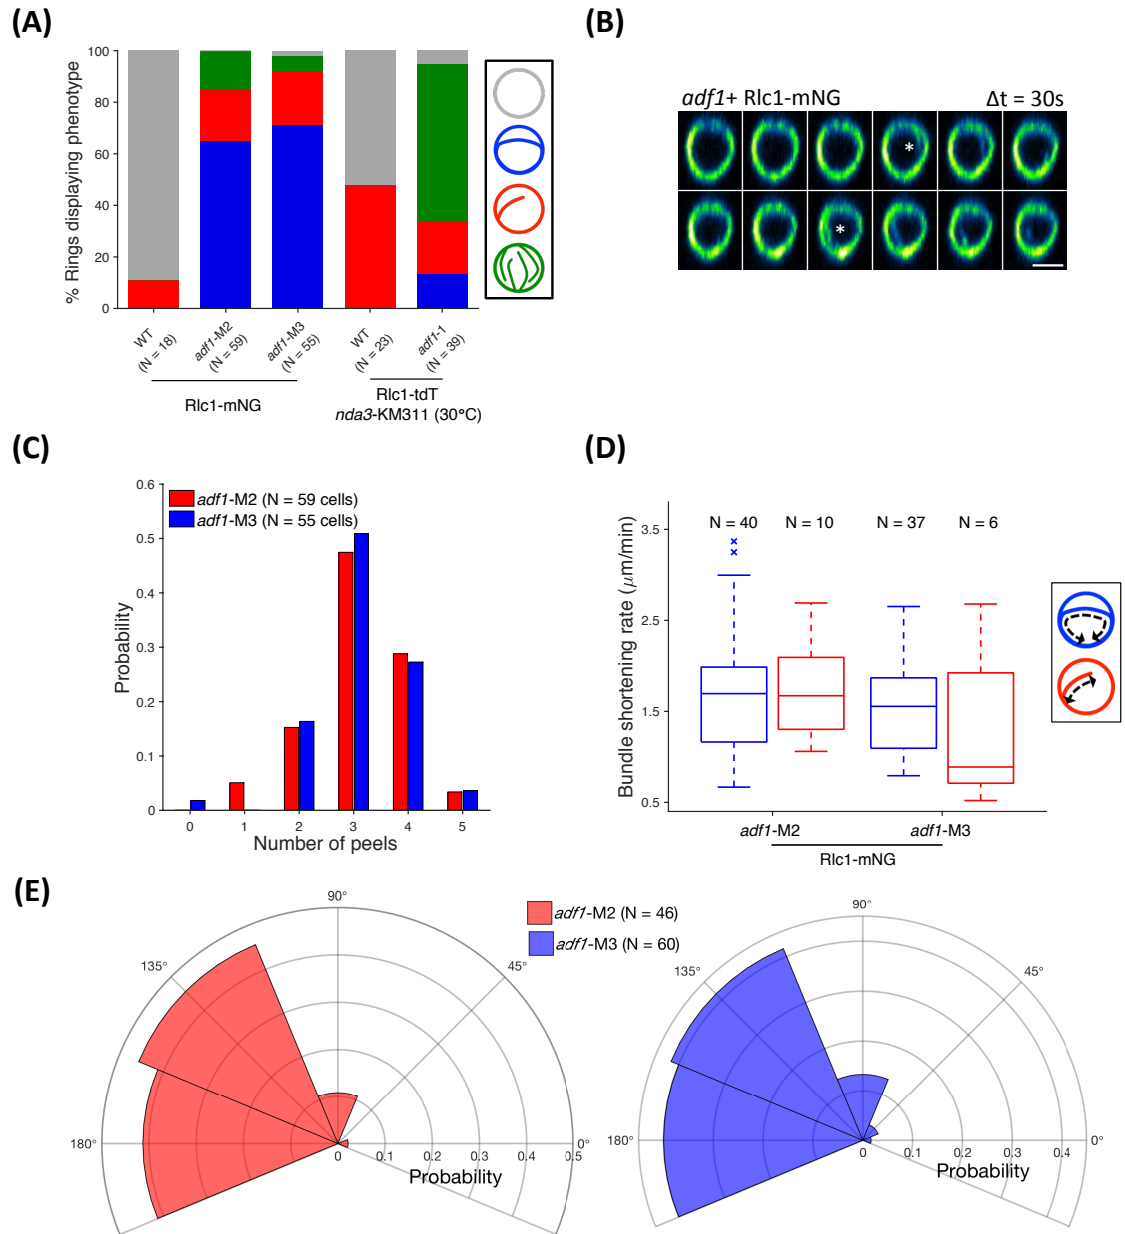 (A)
100
80
60
40
20
0
% Rings displaying phenotype
WT
(N = 18)
adf1-M2
(N = 59)
adf1-M3
(N = 55)
WT
(N = 23)
adf1-1
(N = 39)
Rlc1-mNG
Rlc1-tdT
nda3-KM311 (30°C)
(B)
adf1+ Rlc1-mNG
Δt = 30s
*
*
(C)
adf1-M2 (N = 59 cells)
adf1-M3 (N = 55 cells)
0.6
0.5
0.4
0.3
0.2
0.1
0
Probability
0 1 2 3 4 5
Number of peels
(D)
N = 40 N = 10 N = 37 N = 6
3.5
2.5
1.5
0.5
Bundle shortening rate (μm/min)
adf1-M2 adf1-M3
Rlc1-mNG
(E)
90°
135°
45°
180°
0°
0 0.1 0.2 0.3 0.4 0.5
Probability
adf1-M2 (N = 46)
adf1-M3 (N = 60)
90°
135°
45°
180°
0°
0 0.1 0.2 0.3 0.4
Probability